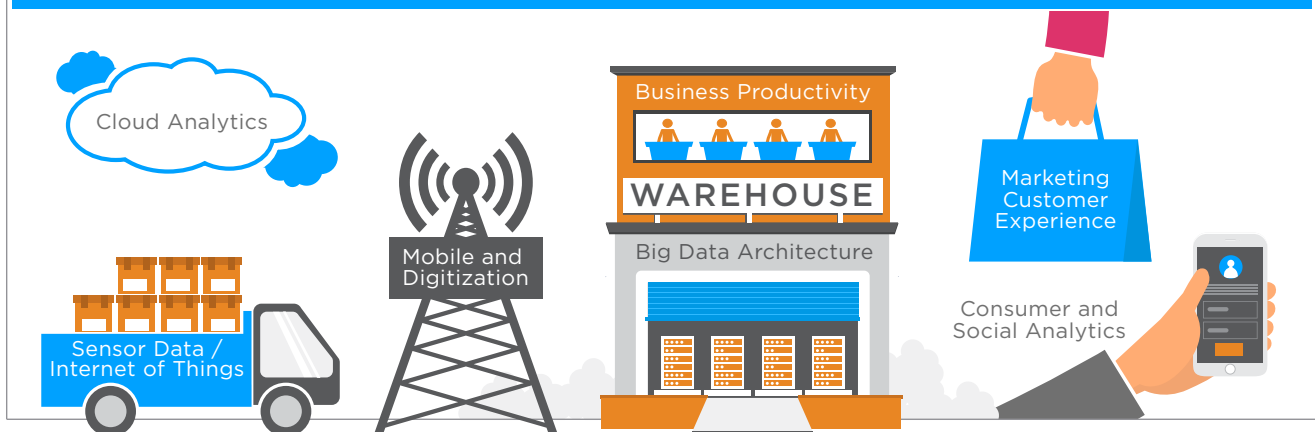 Cloud Analytics
Sensor Data /
Internet of Things
Mobile and
Digitization
Business Productivity
WAREHOUSE
Big Data Architecture
Marketing
Customer
Experience
Consumer and
Social Analytics